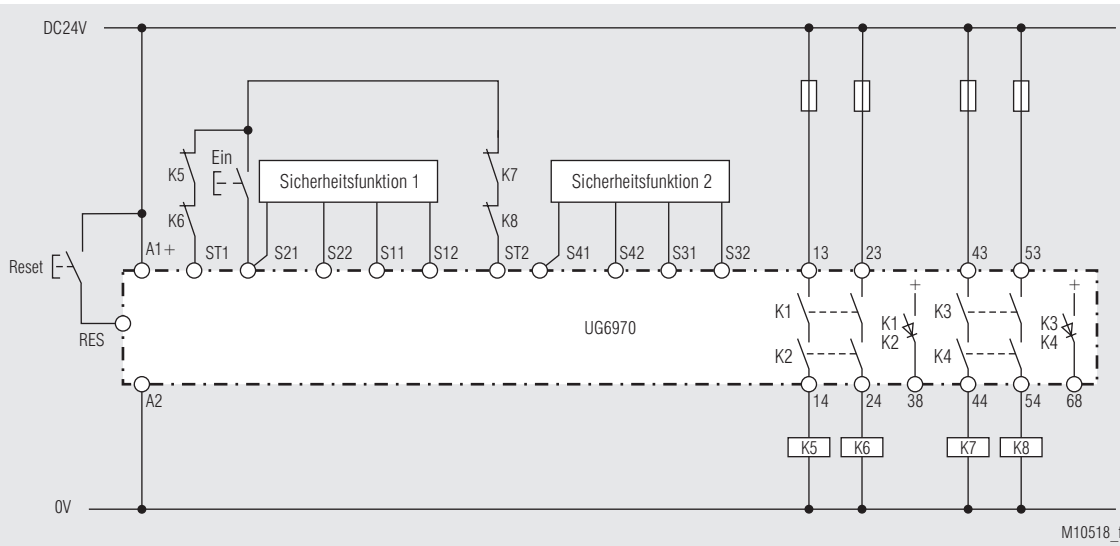 DC24V
Ein
K5
Sicherheitsfunktion 1
K7
Sicherheitsfunktion 2
K6
K8
A1+
ST1
S21
S22
S11
S12
ST2
S41
S42
S31
S32
13
23
43
53
Reset
RES
UG6970
K1
K2
+
K1
K2
K3
K4
+
K3
K4
A2
14
24
38
44
54
68
K5
K6
K7
K8
0V